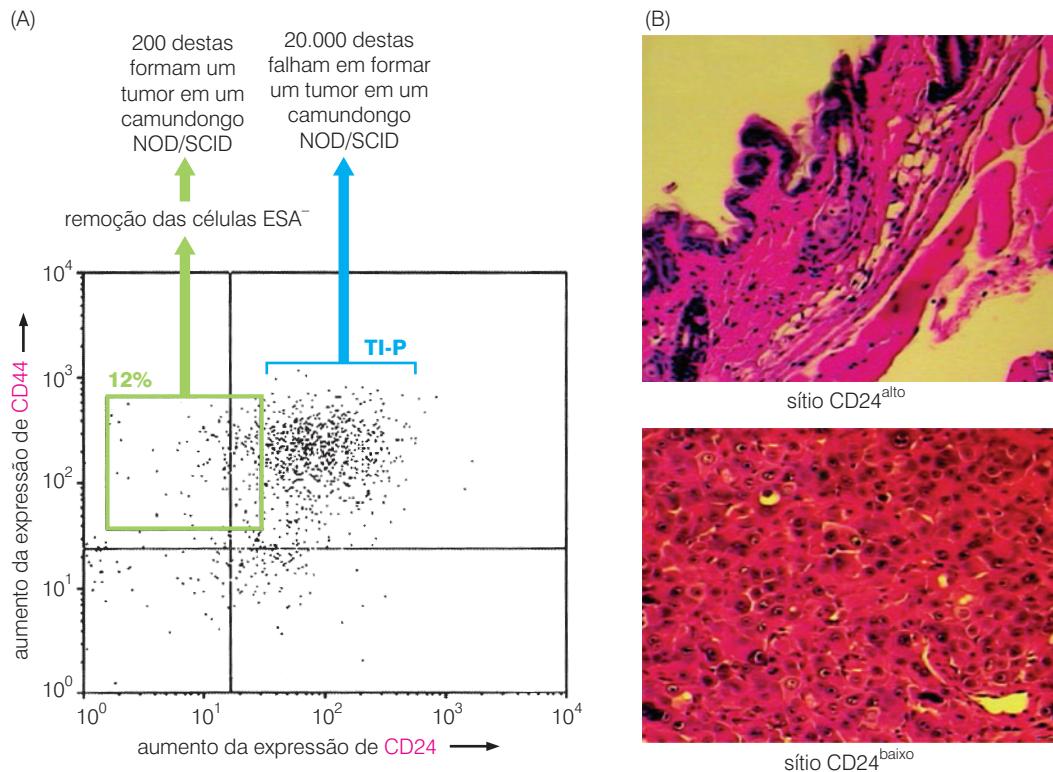 (A)
200 destas
formam um
tumor em um
camundongo
NOD/SCID
20.000 destas
falham em formar
um tumor em um
camundongo
NOD/SCID
remoção das células ESA⁻
TI-P
12%
aumento da expressão de CD44
10⁴
10³
10²
10¹
10⁰
10⁰
10¹
10²
10³
10⁴
aumento da expressão de CD24
(B)
sítio CD24ᵃˡᵗᵒ
sítio CD24ᵇᵃⁱˣᵒ